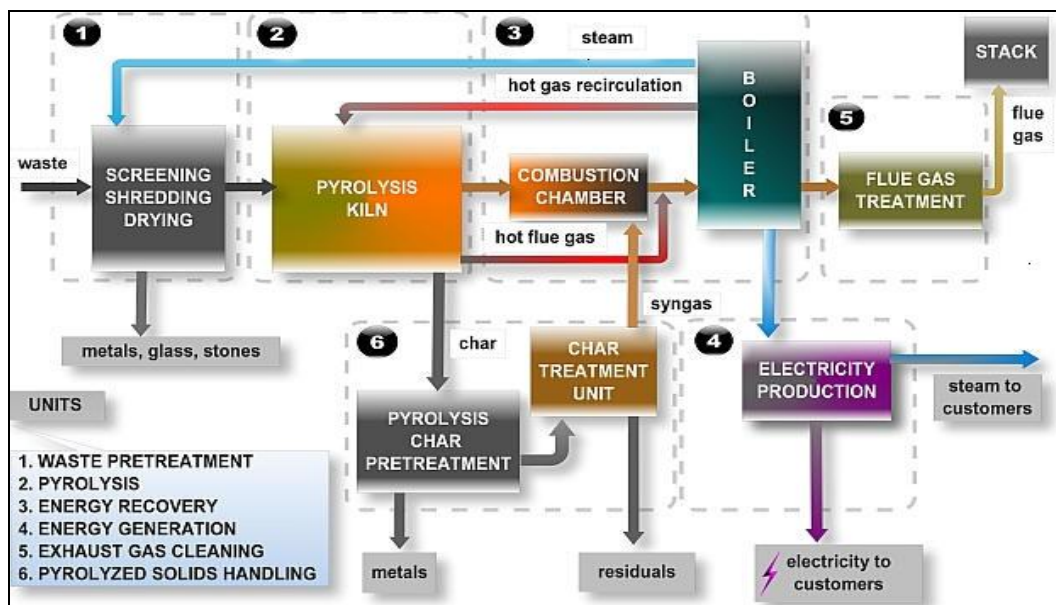 1
2
3
steam
BOILER
STACK
hot gas recirculation
5
flue
gas
waste
SCREENING
SHREDDING
DRYING
PYROLYSIS
KILN
COMBUSTION
CHAMBER
FLUE GAS
TREATMENT
hot flue gas
syngas
metals, glass, stones
6
char
CHAR
TREATMENT
UNIT
4
ELECTRICITY
PRODUCTION
steam to
customers
UNITS
PYROLYSIS
CHAR
PRETREATMENT
1. WASTE PRETREATMENT
2. PYROLYSIS
3. ENERGY RECOVERY
4. ENERGY GENERATION
5. EXHAUST GAS CLEANING
6. PYROLYZED SOLIDS HANDLING
metals
residuals
electricity to
customers